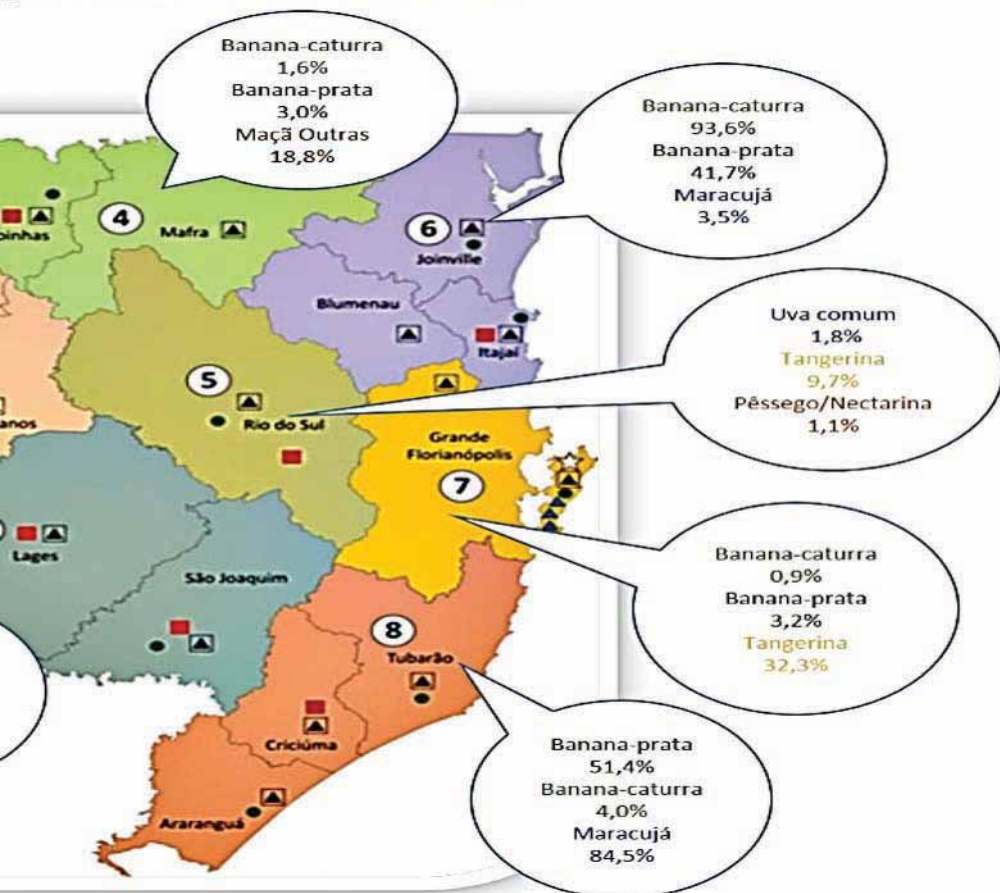 Banana-caturra
1,6%
Banana-prata
3,0%
Maçã Outras
18,8%
Banana-caturra
93,6%
Banana-prata
41,7%
Maracujá
3,5%
oinhas
4
Mafra
6
Joinville
Blumenau
Itajaí
Uva comum
1,8%
Tangerina
9,7%
Pêssego/Nectarina
1,1%
5
Rio do Sul
anos
Grande
Florianópolis
7
Lages
São Joaquim
Banana-caturra
0,9%
Banana-prata
3,2%
Tangerina
32,3%
8
Tubarão
Criciúma
Araranguá
Banana-prata
51,4%
Banana-caturra
4,0%
Maracujá
84,5%